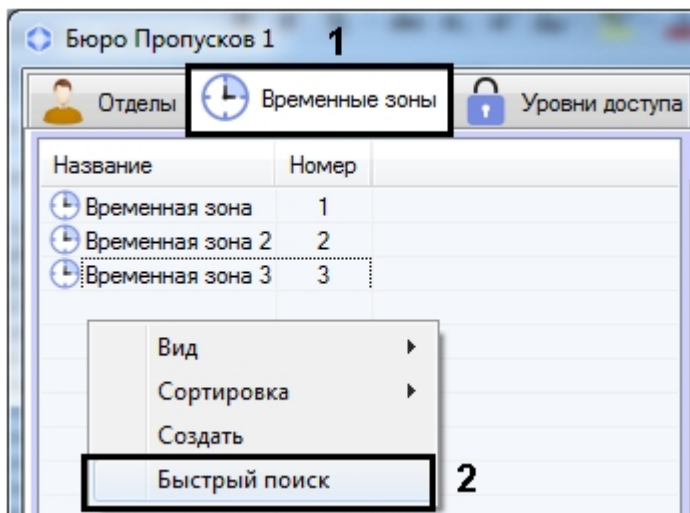 Бюро Пропусков 1
1
Отделы Временные зоны Уровни доступа
Название Номер
Временная зона 1
Временная зона 2 2
Временная зона 3 3
Вид
Сортировка
Создать
Быстрый поиск 2